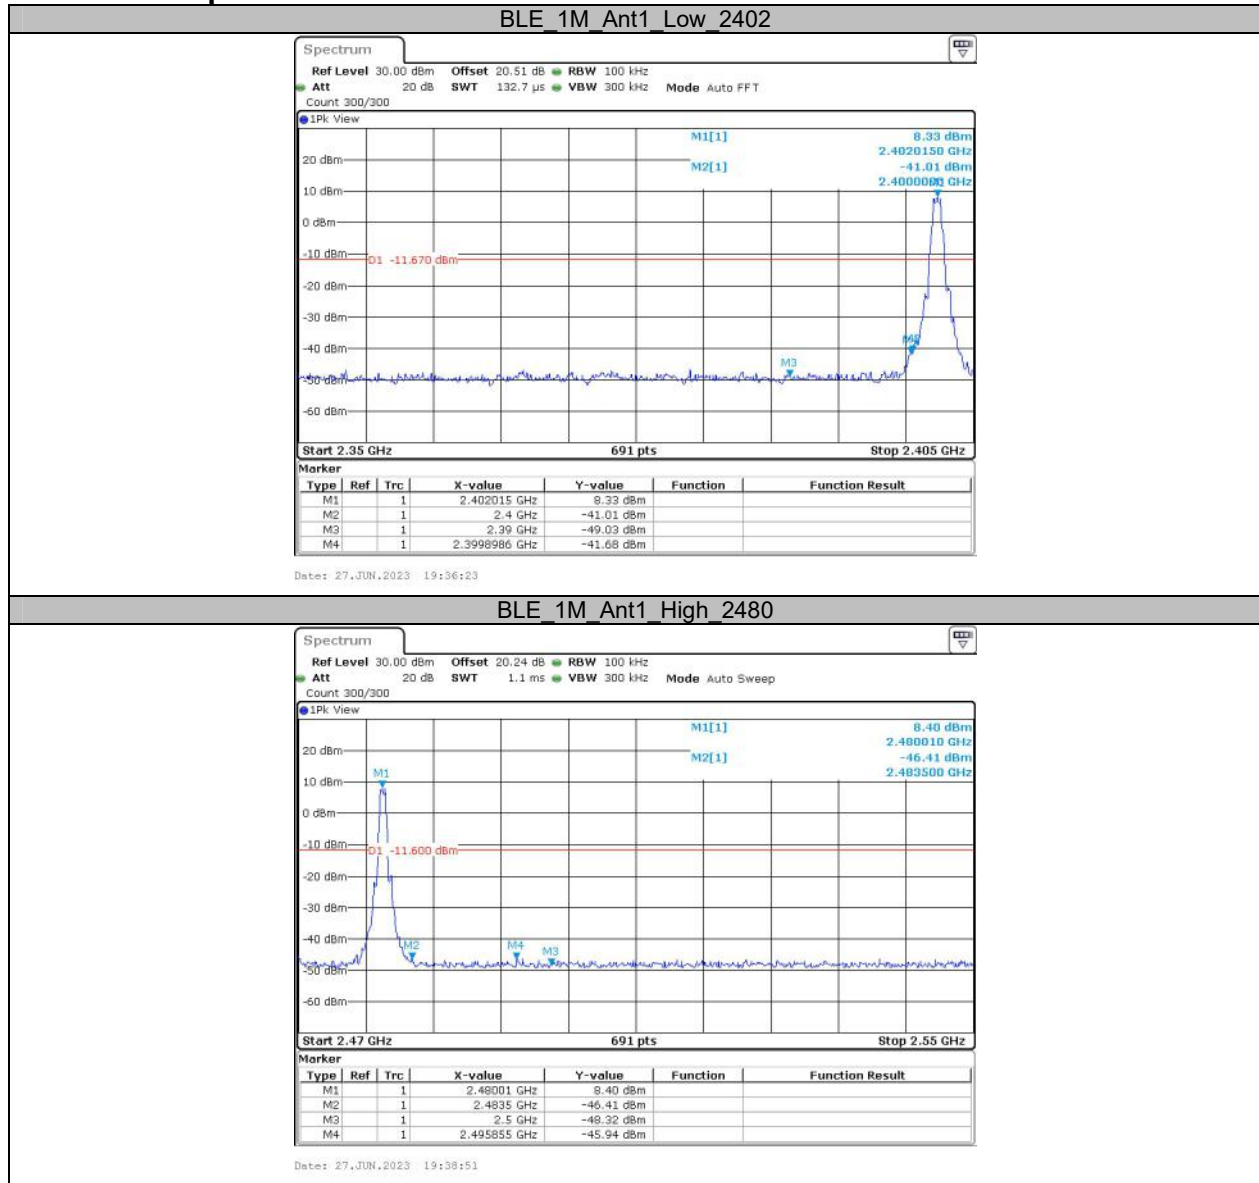 BLE_1M_Ant1_Low_2402
Spectrum
Ref Level 30.00 dBm Offset 20.51 dB RBW 100 kHz
Att 20 dB SWT 132.7 µs VBW 300 kHz Mode Auto FFT
Count 300/300
1Pk View
M1[1] 8.33 dBm
2.4020150 GHz
20 dBm
M2[1] -41.01 dBm
10 dBm
0 dBm
-10 dBm
D1 -11.670 dBm
-20 dBm
-30 dBm
-40 dBm
M3
-50 dBm
-60 dBm
Start 2.35 GHz 691 pts Stop 2.405 GHz
Marker
Type Ref Trc X-value Y-value Function Function Result
M1 1 2.402015 GHz 8.33 dBm
M2 1 2.4 GHz -41.01 dBm
M3 1 2.39 GHz -49.03 dBm
M4 1 2.3998986 GHz -41.68 dBm
Date: 27.JUN.2023 19:36:23
BLE_1M_Ant1_High_2480
Spectrum
Ref Level 30.00 dBm Offset 20.24 dB RBW 100 kHz
Att 20 dB SWT 1.1 ms VBW 300 kHz Mode Auto Sweep
Count 300/300
1Pk View
M1[1] 8.40 dBm
2.480010 GHz
20 dBm
M2[1] -46.41 dBm
2.483500 GHz
M1
10 dBm
0 dBm
-10 dBm
D1 -11.600 dBm
-20 dBm
-30 dBm
-40 dBm
M2 M4 M3
-50 dBm
-60 dBm
Start 2.47 GHz 691 pts Stop 2.55 GHz
Marker
Type Ref Trc X-value Y-value Function Function Result
M1 1 2.48001 GHz 8.40 dBm
M2 1 2.4835 GHz -46.41 dBm
M3 1 2.5 GHz -48.32 dBm
M4 1 2.495855 GHz -45.94 dBm
Date: 27.JUN.2023 19:38:51